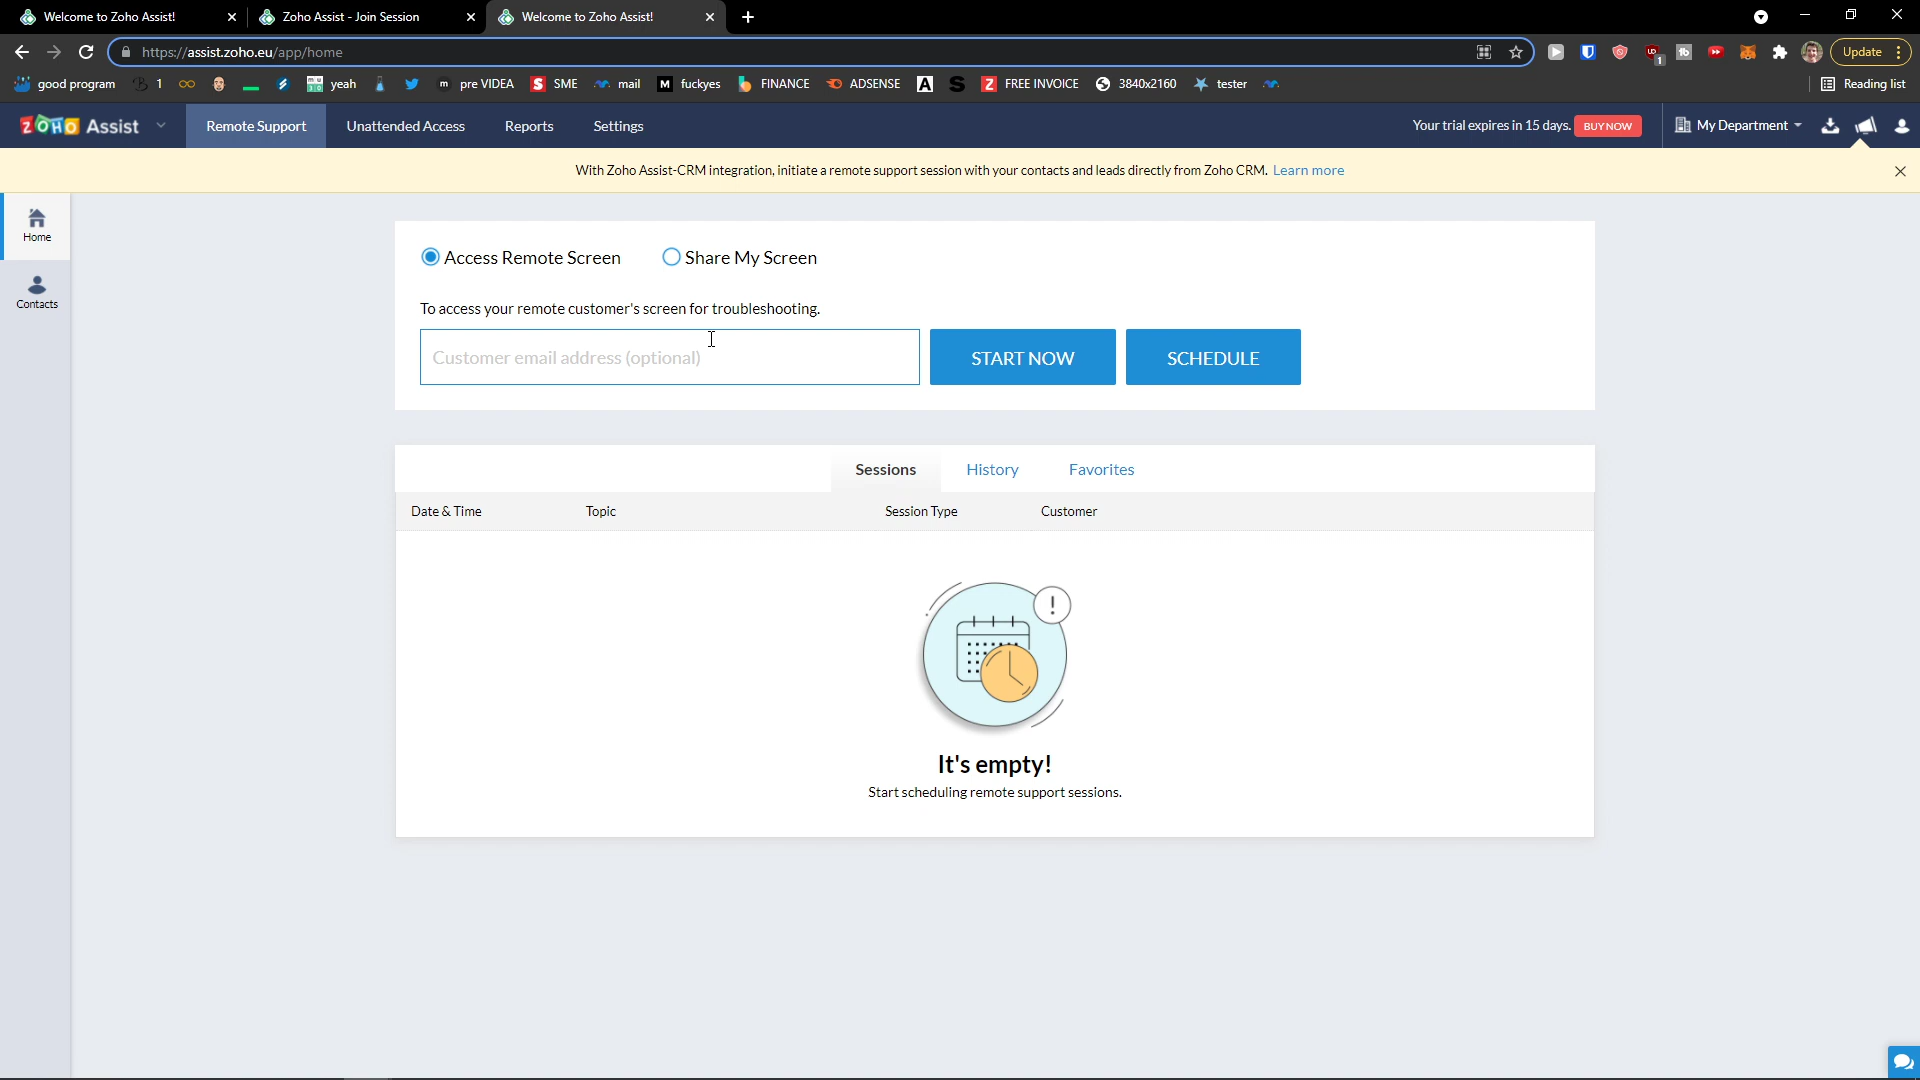 Welcome to Zoho Assist!
Zoho Assist - Join Session
Welcome to Zoho Assist!
https://assist.zoho.eu/app/home
Update
good program
1
yeah
pre VIDEA
SME
mail
fuckyes
FINANCE
ADSENSE
FREE INVOICE
3840x2160
tester
Reading list
ZOHO Assist
Remote Support
Unattended Access
Reports
Settings
Your trial expires in 15 days. BUY NOW
My Department
With Zoho Assist-CRM integration, initiate a remote support session with your contacts and leads directly from Zoho CRM. Learn more
Home
Contacts
Access Remote Screen
Share My Screen
To access your remote customer's screen for troubleshooting.
Customer email address (optional)
START NOW
SCHEDULE
Sessions
History
Favorites
Date & Time
Topic
Session Type
Customer
!
It's empty!
Start scheduling remote support sessions.